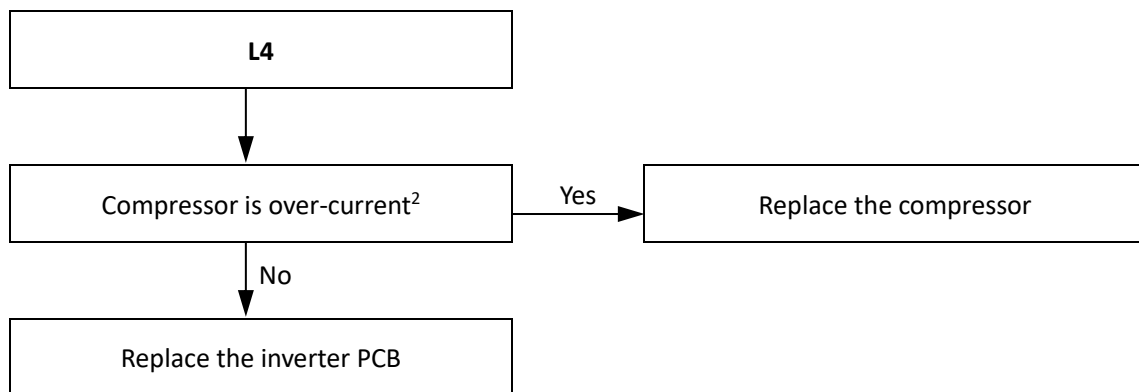 L4
Compressor is over-current²
Yes
Replace the compressor
No
Replace the inverter PCB